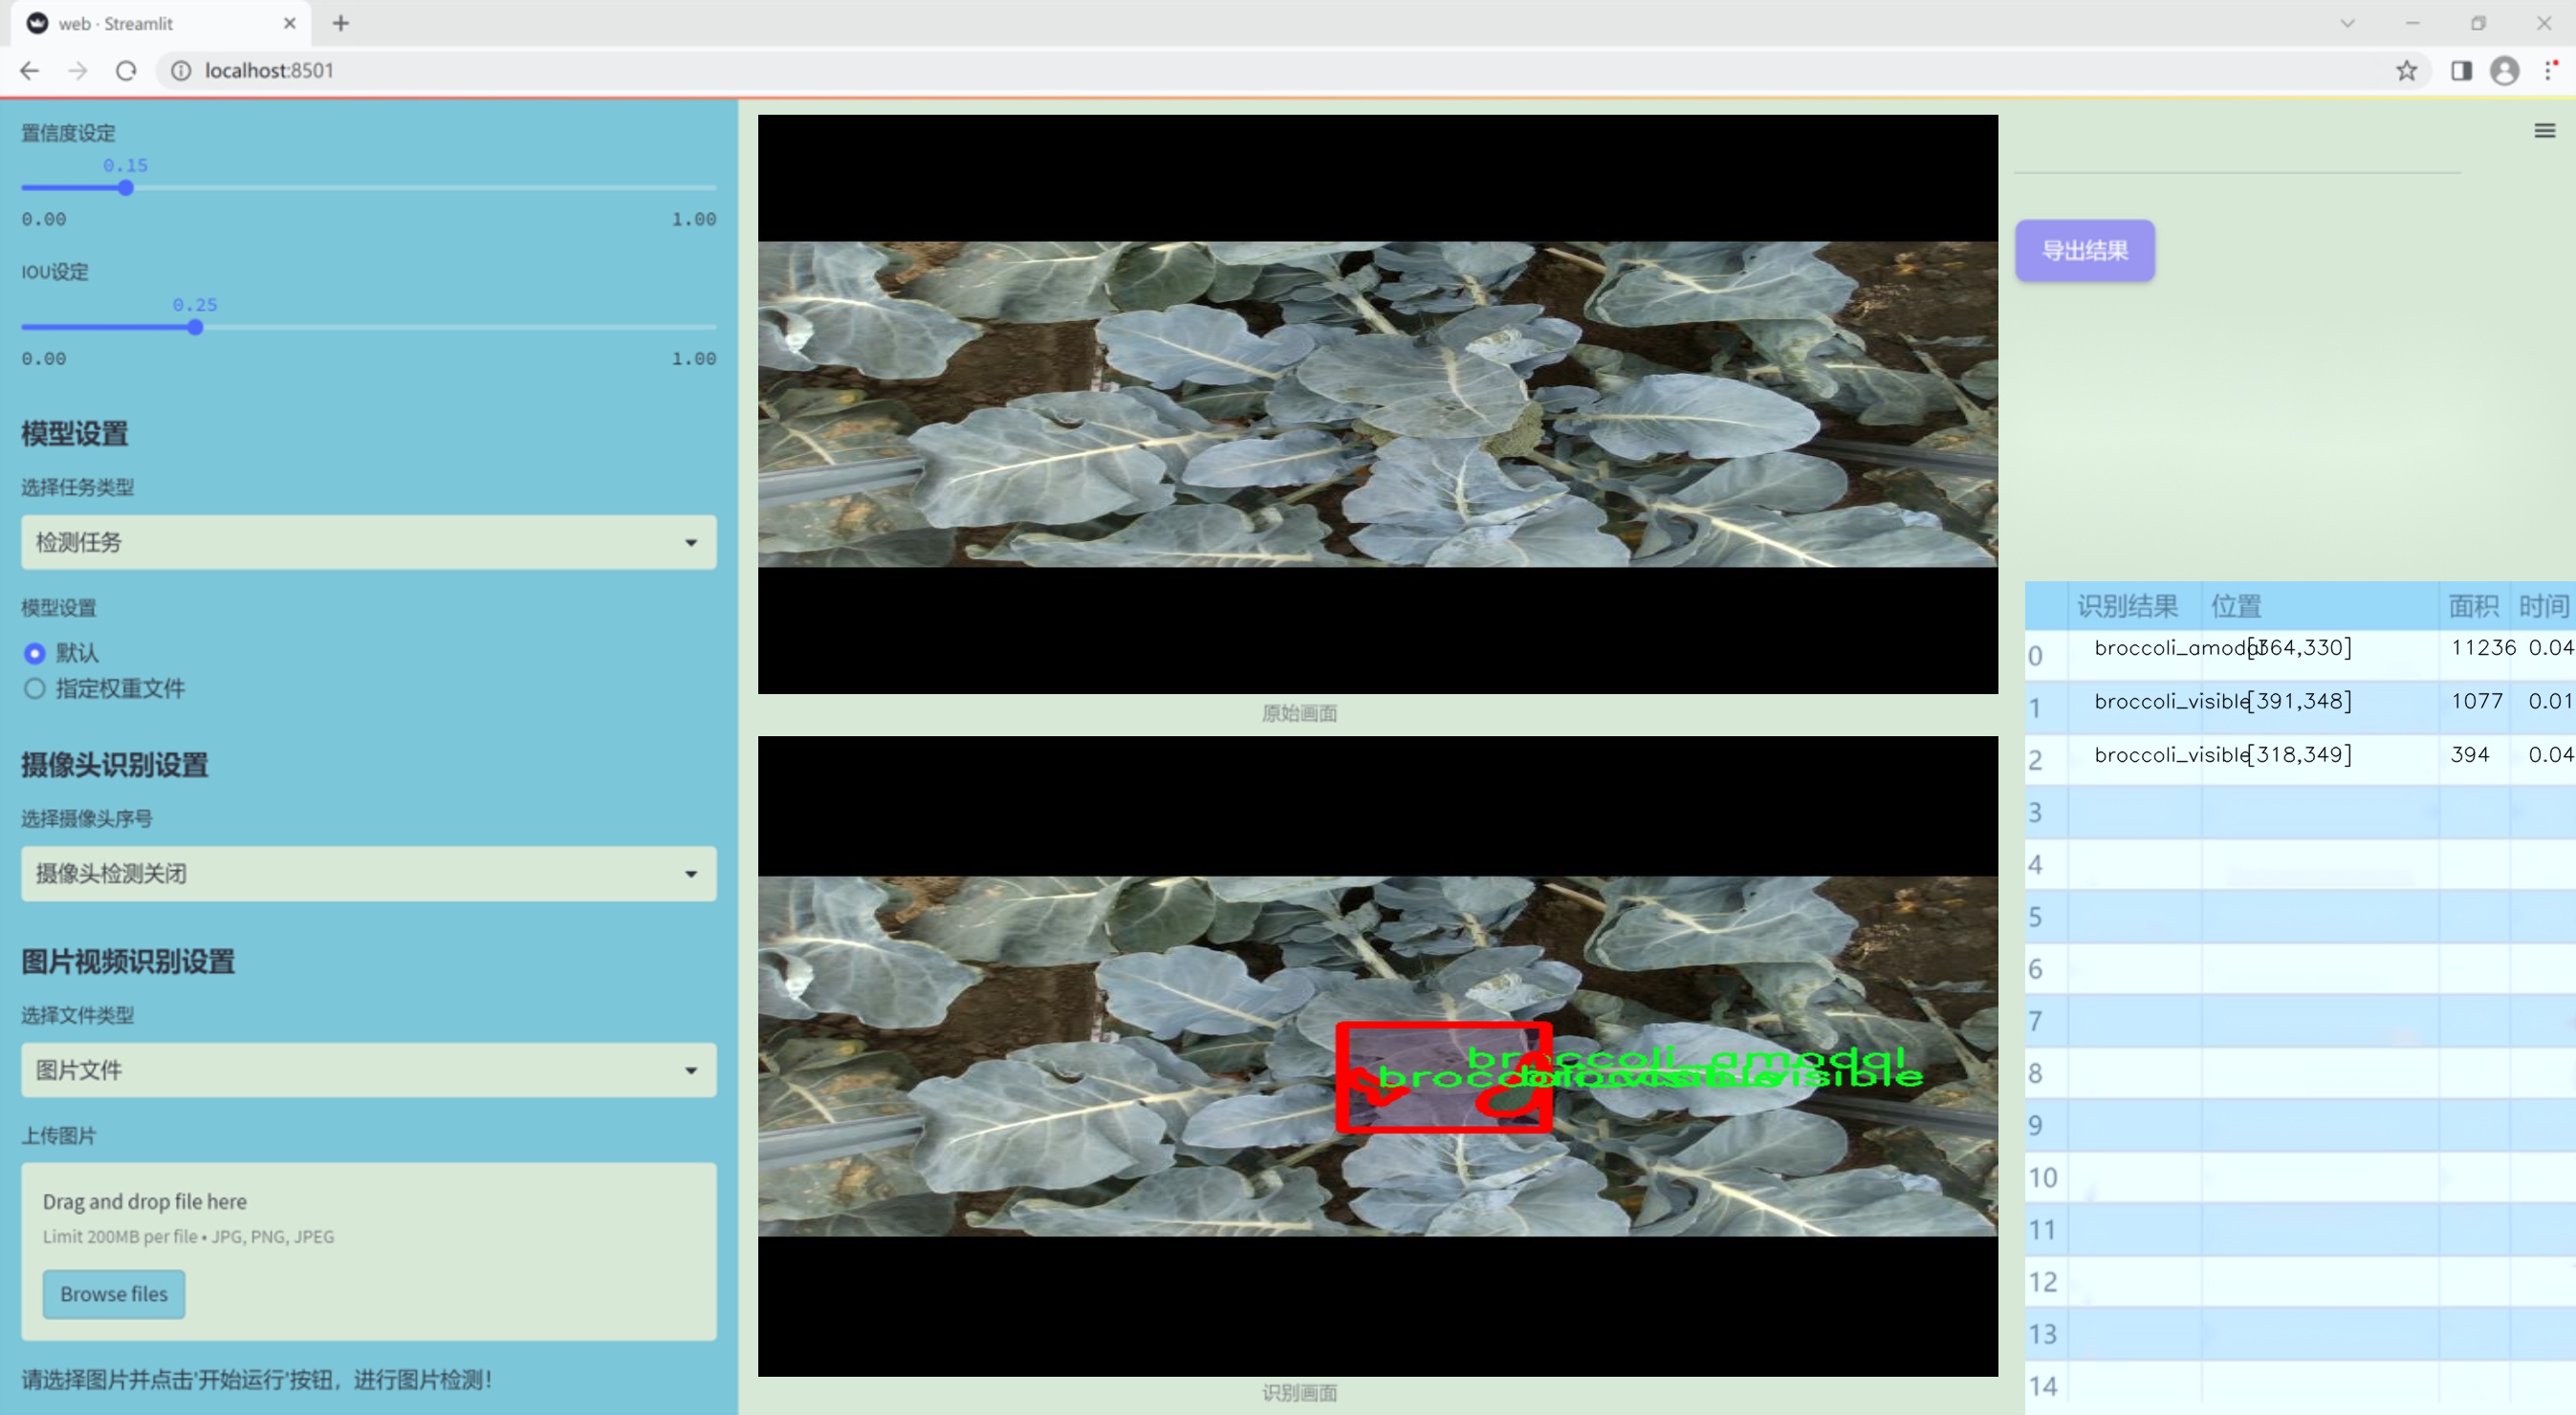 web · Streamlit
localhost:8501
置信度设定
0.15
0.00 1.00
IOU设定
0.25
0.00 1.00
模型设置
选择任务类型
检测任务
模型设置
默认
指定权重文件
摄像头识别设置
选择摄像头序号
摄像头检测关闭
图片视频识别设置
选择文件类型
图片文件
上传图片
Drag and drop file here
Limit 200MB per file • JPG, PNG, JPEG
Browse files
请选择图片并点击'开始运行'按钮，进行图片检测！
原始画面
broccoli_amodal
识别画面
导出结果
识别结果 位置 面积 时间
0 [364,330] 11236 0.04
1 broccoli_visible [391,348] 1077 0.01
2 broccoli_visible [318,349] 394 0.04
3
4
5
6
7
8
9
10
11
12
13
14